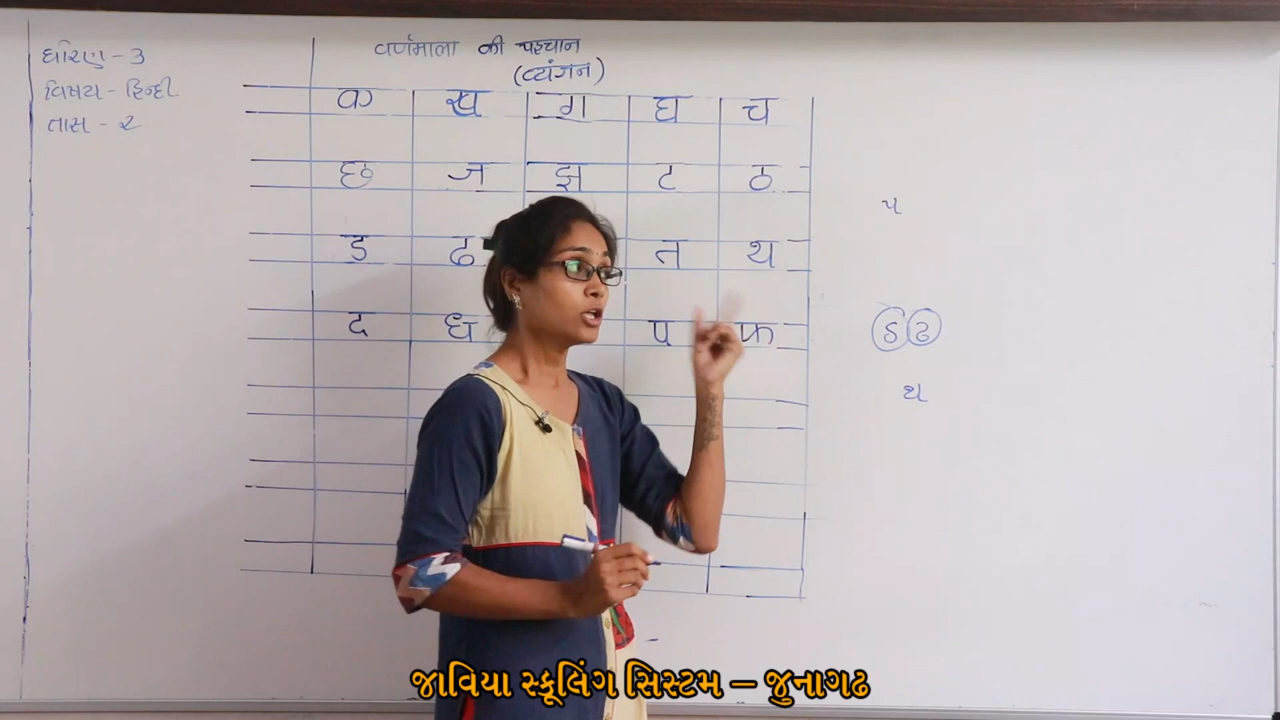 ધોરણ - 3
વિષય - હિન્દી
તાસ - ૨
वर्णमाला की पहचान
(व्यंजन)
क ख ग घ च
छ ज झ ट ठ
ड ढ त थ
द ध प फ
પ
ડ ઢ
થ
જાવિયા સ્કૂલિંગ સિસ્ટમ – જુનાગઢ